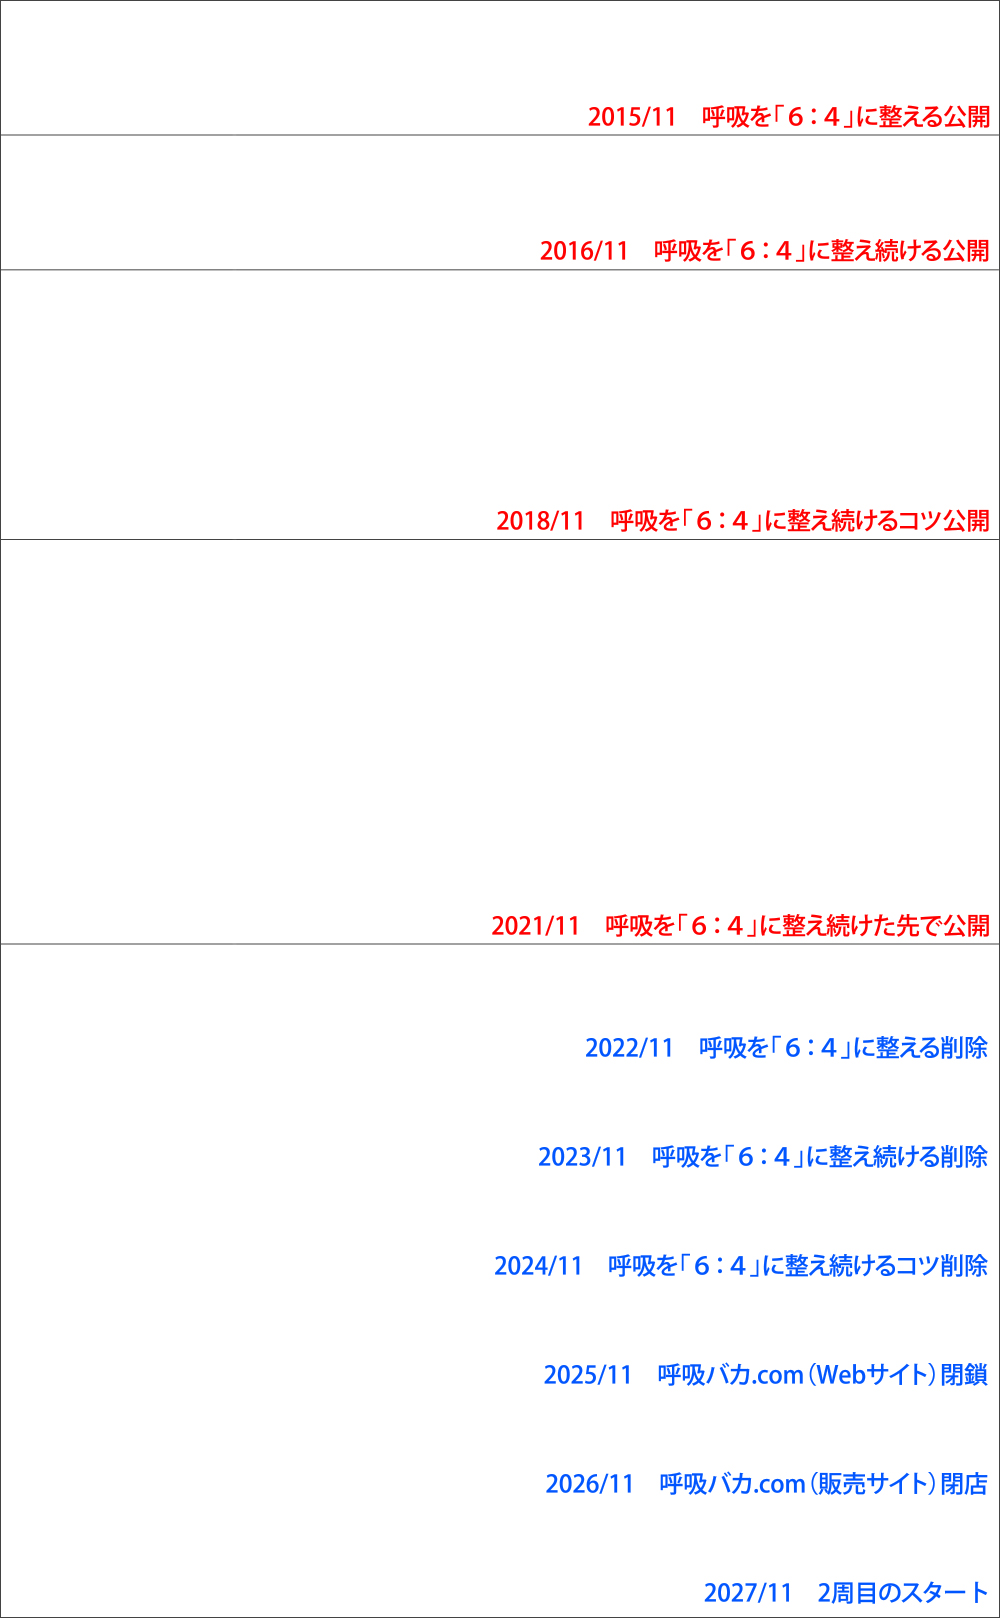 2015/11　呼吸を「６：４」に整える公開
2016/11　呼吸を「６：４」に整え続ける公開
2018/11　呼吸を「６：４」に整え続けるコツ公開
2021/11　呼吸を「６：４」に整え続けた先で公開
2022/11　呼吸を「６：４」に整える削除
2023/11　呼吸を「６：４」に整え続ける削除
2024/11　呼吸を「６：４」に整え続けるコツ削除
2025/11　呼吸バカ.com（Webサイト）閉鎖
2026/11　呼吸バカ.com（販売サイト）閉店
2027/11　2周目のスタート